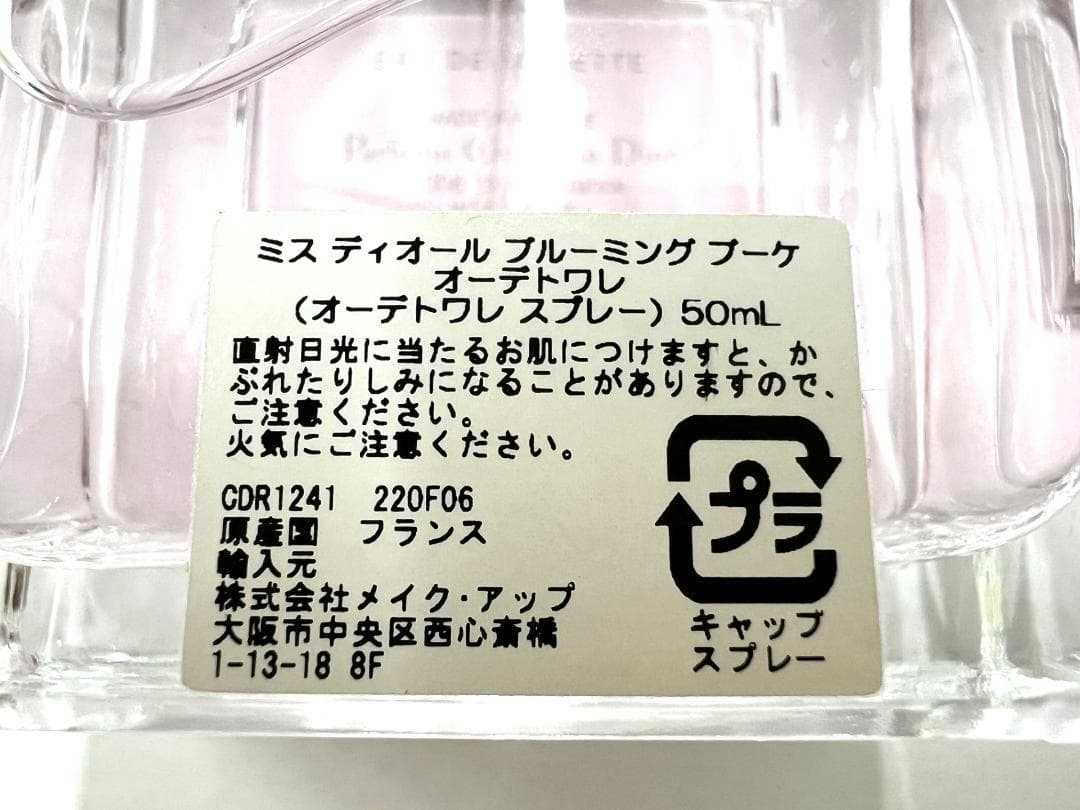 ミス ディオール ブルーミング ブーケ
オーデトワレ
（オーデトワレ スプレー）50mL
直射日光に当たるお肌につけますと、か
ぶれたりしみになることがありますので、
ご注意ください。
火気にご注意ください。
CDR1241 220F06
原産国 フランス
輸入元
株式会社メイク・アップ
大阪市中央区西心斎橋
1-13-18 8F
プラ
キャップ
スプレー